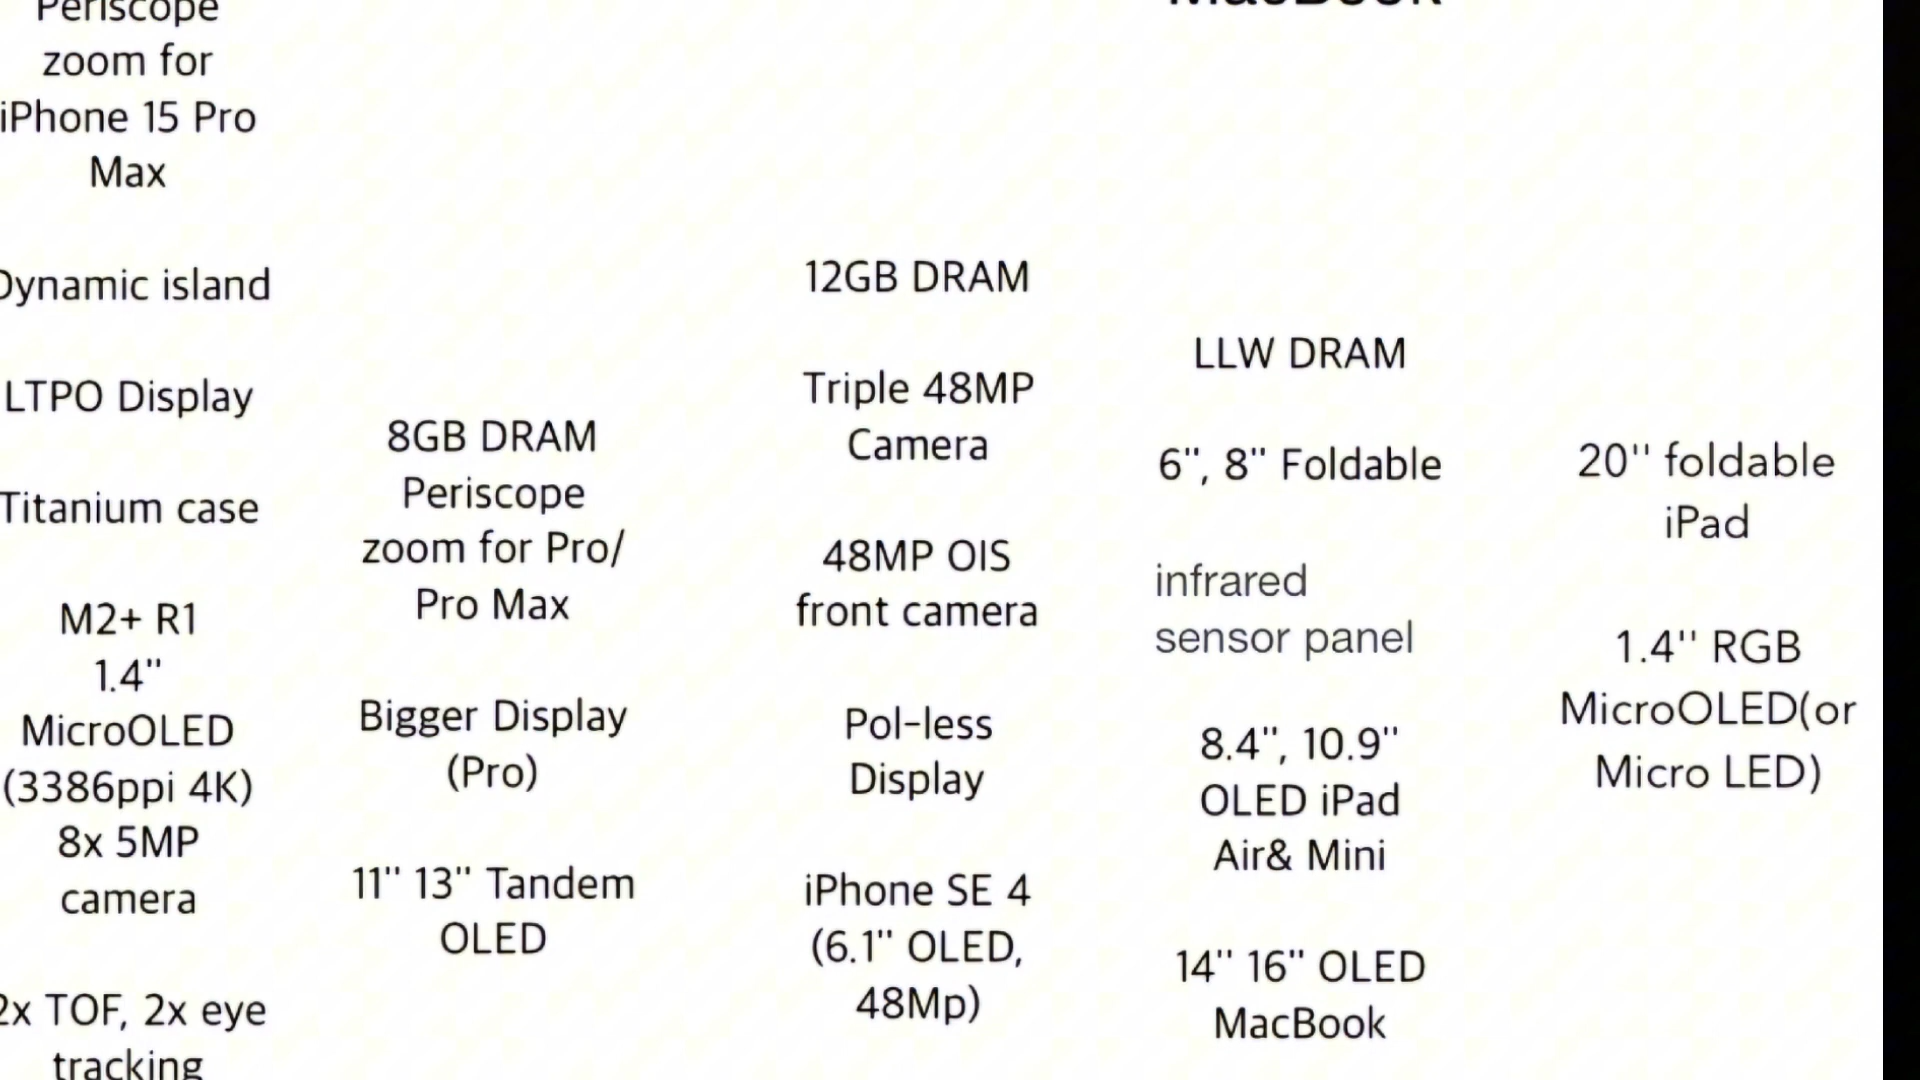 Periscope
zoom for
iPhone 15 Pro
Max
Dynamic island
LTPO Display
Titanium case
M2+ R1
1.4"
MicroOLED
(3386ppi 4K)
8x 5MP
camera
2x TOF, 2x eye
tracking
8GB DRAM
Periscope
zoom for Pro/
Pro Max
Bigger Display
(Pro)
11" 13" Tandem
OLED
12GB DRAM
Triple 48MP
Camera
48MP OIS
front camera
Pol-less
Display
iPhone SE 4
(6.1" OLED,
48Mp)
MacBook
LLW DRAM
6", 8" Foldable
infrared
sensor panel
8.4", 10.9"
OLED iPad
Air& Mini
14" 16" OLED
MacBook
20" foldable
iPad
1.4" RGB
MicroOLED(or
Micro LED)